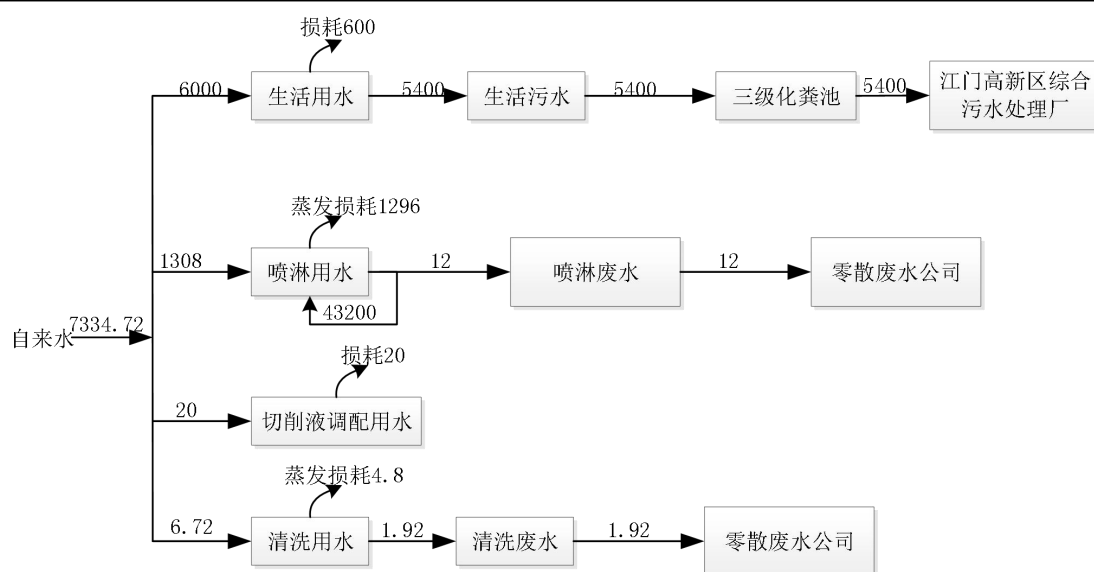 损耗600
6000
生活用水
5400
生活污水
5400
三级化粪池
5400
江门高新区综合
污水处理厂
蒸发损耗1296
1308
喷淋用水
12
喷淋废水
12
零散废水公司
43200
自来水
7334.72
损耗20
20
切削液调配用水
蒸发损耗4.8
6.72
清洗用水
1.92
清洗废水
1.92
零散废水公司